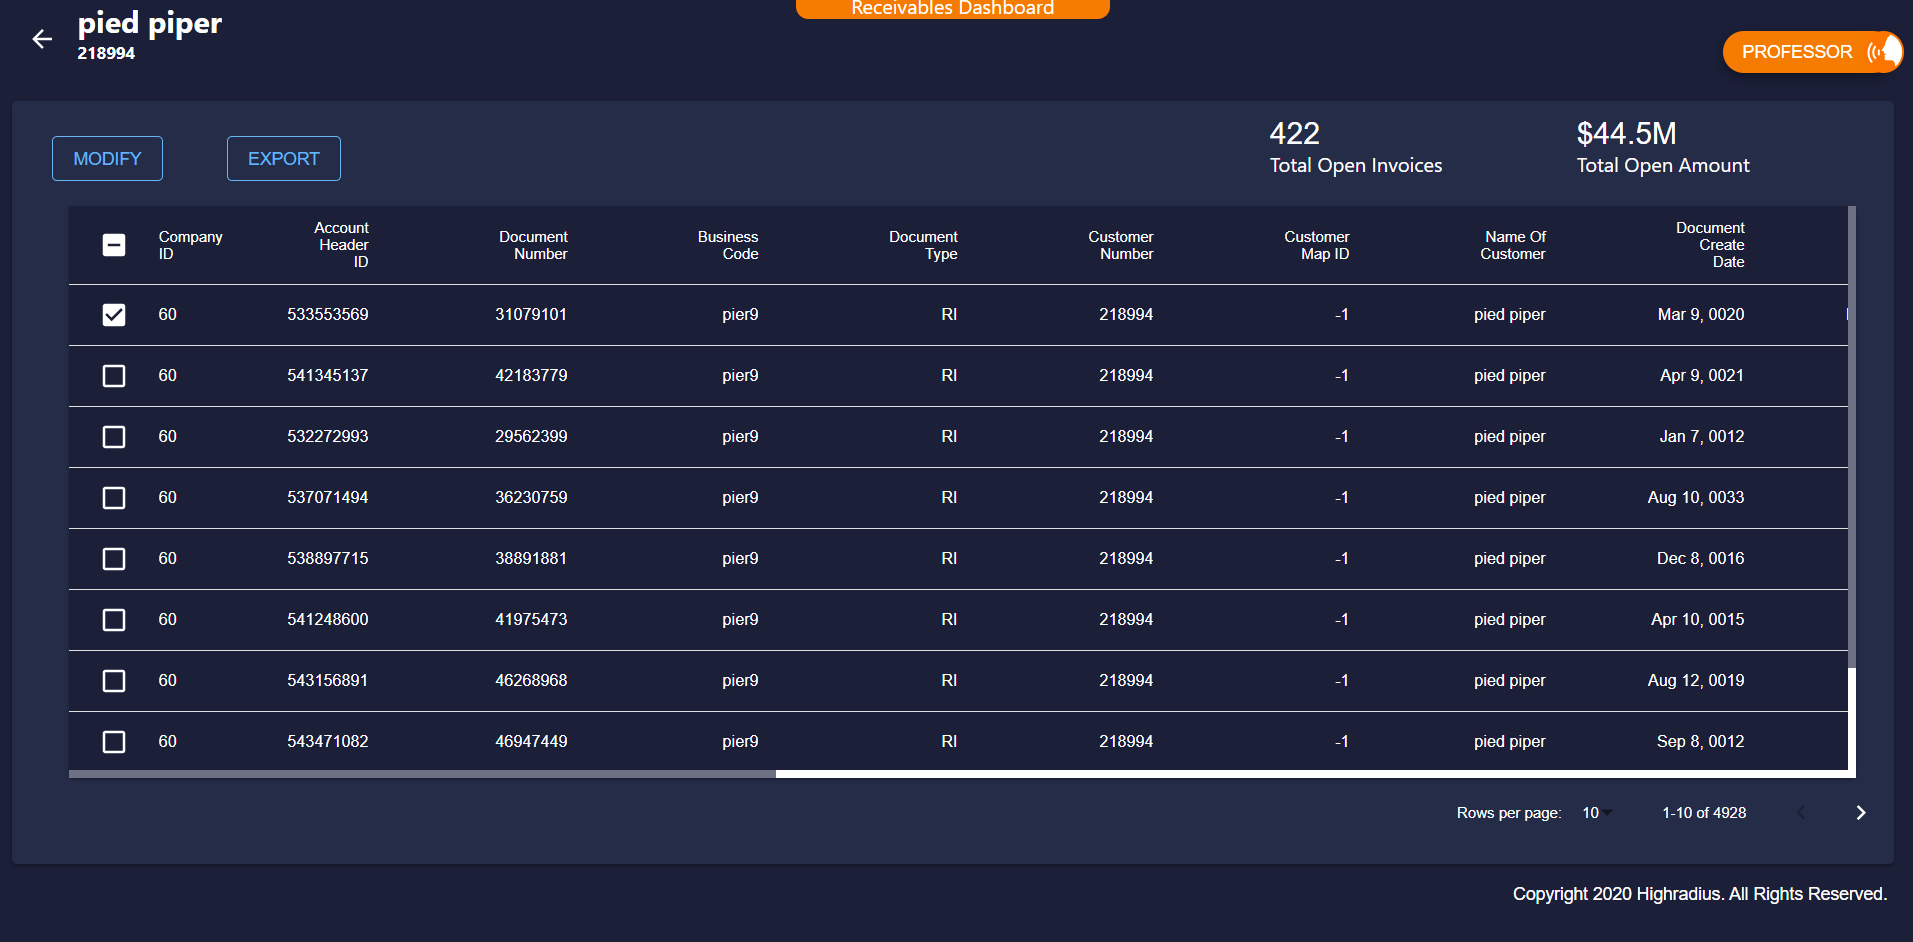 Receivables Dashboard
pied piper
218994
PROFESSOR
MODIFY EXPORT
422 $44.5M
Total Open Invoices Total Open Amount
Company ID Account Header ID Document Number Business Code Document Type Customer Number Customer Map ID Name Of Customer Document Create Date
60 533553569 31079101 pier9 RI 218994 -1 pied piper Mar 9, 0020
60 541345137 42183779 pier9 RI 218994 -1 pied piper Apr 9, 0021
60 532272993 29562399 pier9 RI 218994 -1 pied piper Jan 7, 0012
60 537071494 36230759 pier9 RI 218994 -1 pied piper Aug 10, 0033
60 538897715 38891881 pier9 RI 218994 -1 pied piper Dec 8, 0016
60 541248600 41975473 pier9 RI 218994 -1 pied piper Apr 10, 0015
60 543156891 46268968 pier9 RI 218994 -1 pied piper Aug 12, 0019
60 543471082 46947449 pier9 RI 218994 -1 pied piper Sep 8, 0012
Rows per page: 10 1-10 of 4928
Copyright 2020 Highradius. All Rights Reserved.